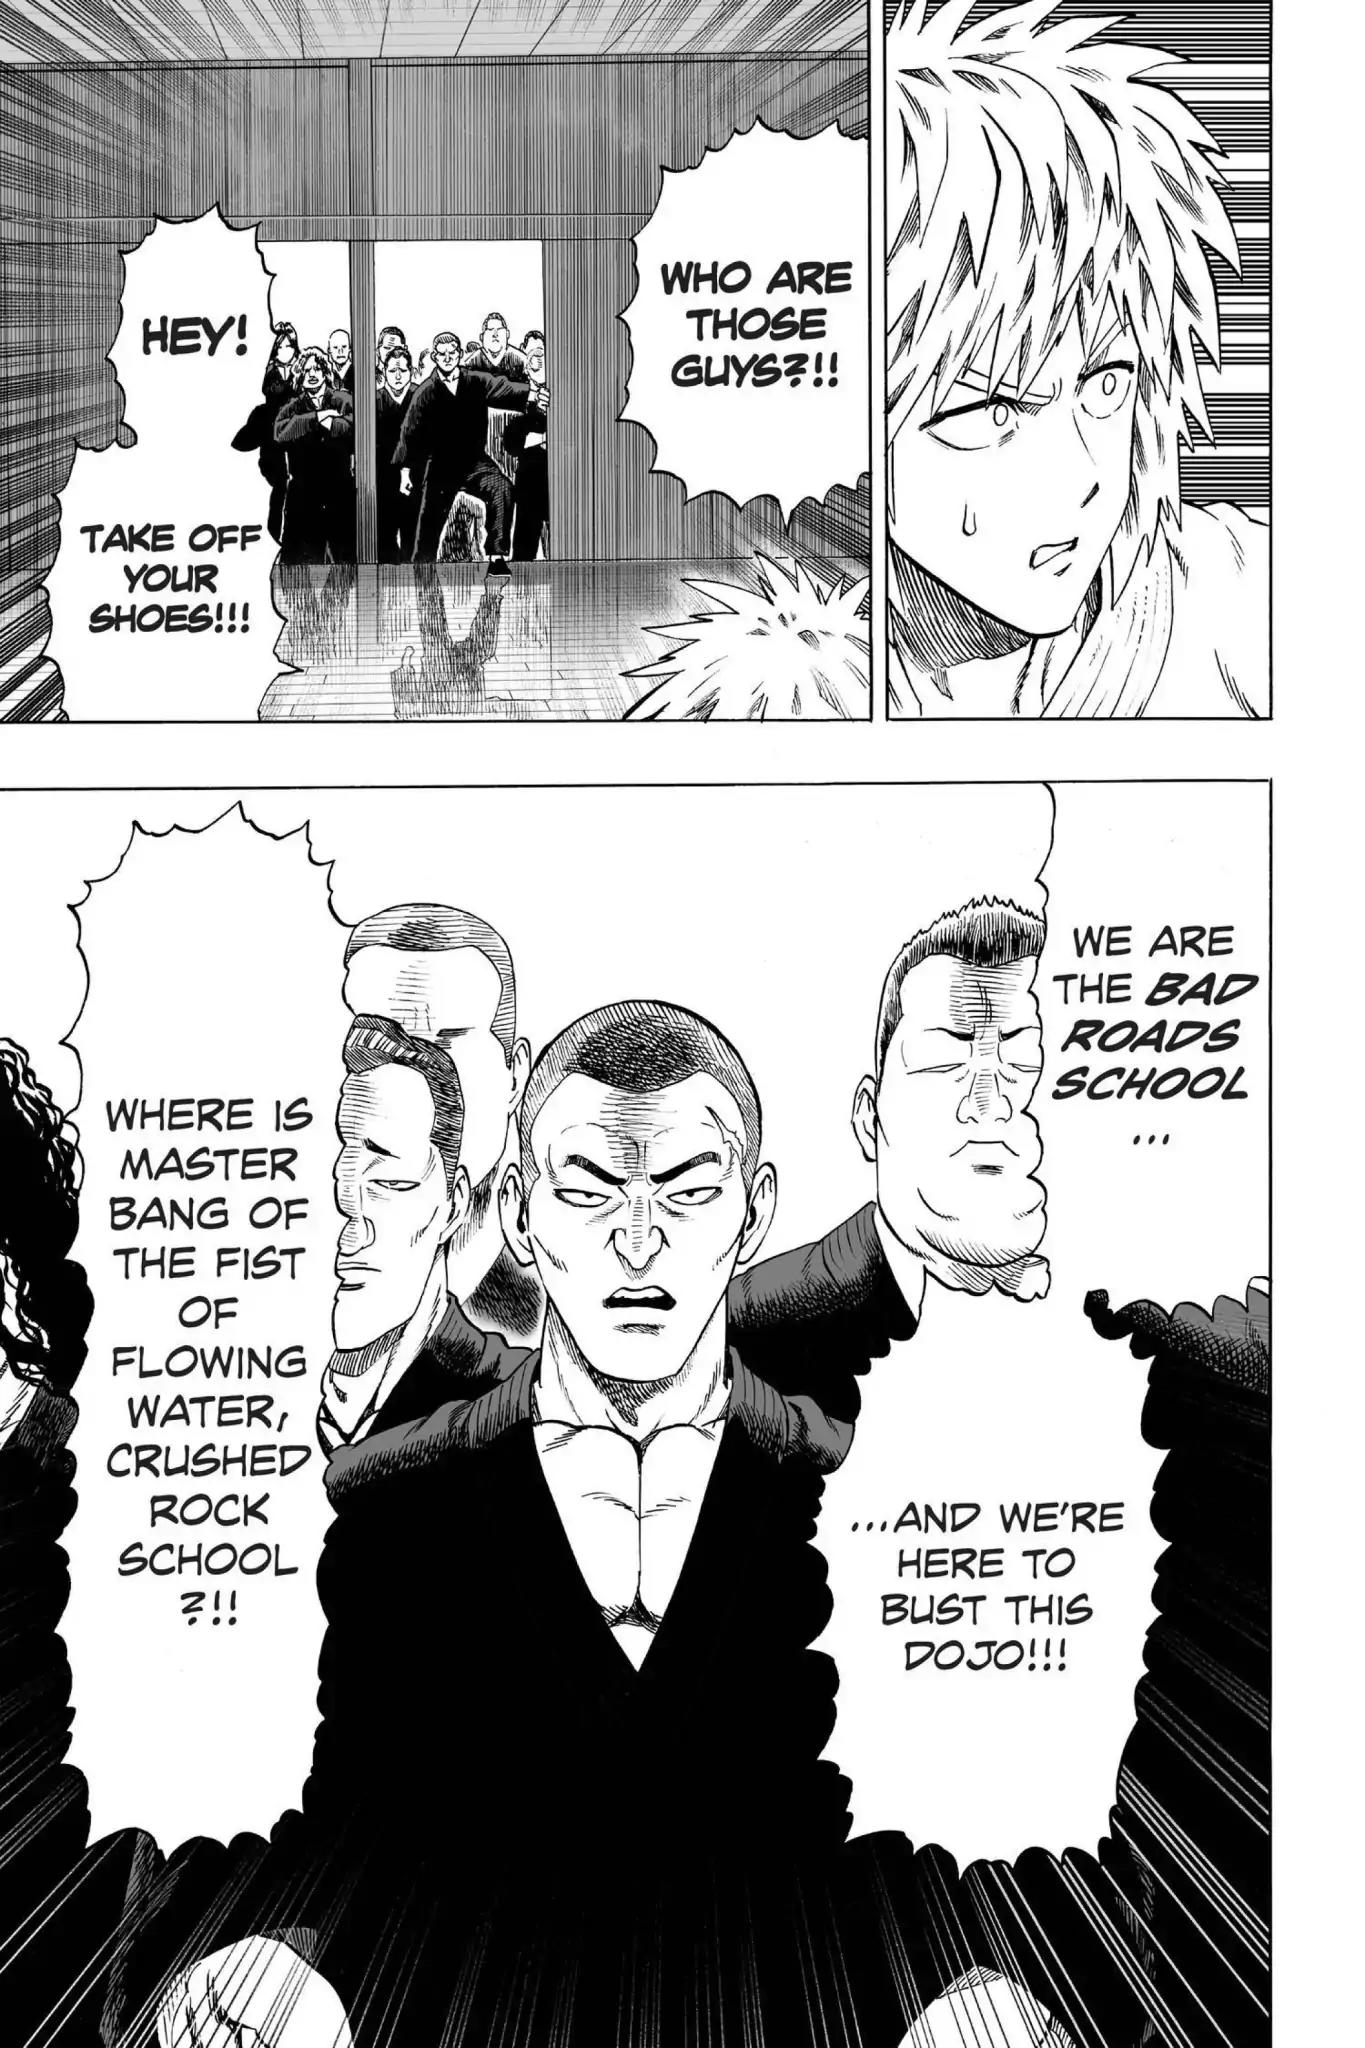 WHO ARE
THOSE
GUYS?!!
HEY!
TAKE OFF
YOUR
SHOES!!!
WE ARE
THE BAD
ROADS
SCHOOL
...
...AND WE'RE
HERE TO
BUST THIS
DOJO!!!
WHERE IS
MASTER
BANG OF
THE FIST
OF
FLOWING
WATER,
CRUSHED
ROCK
SCHOOL
?!!